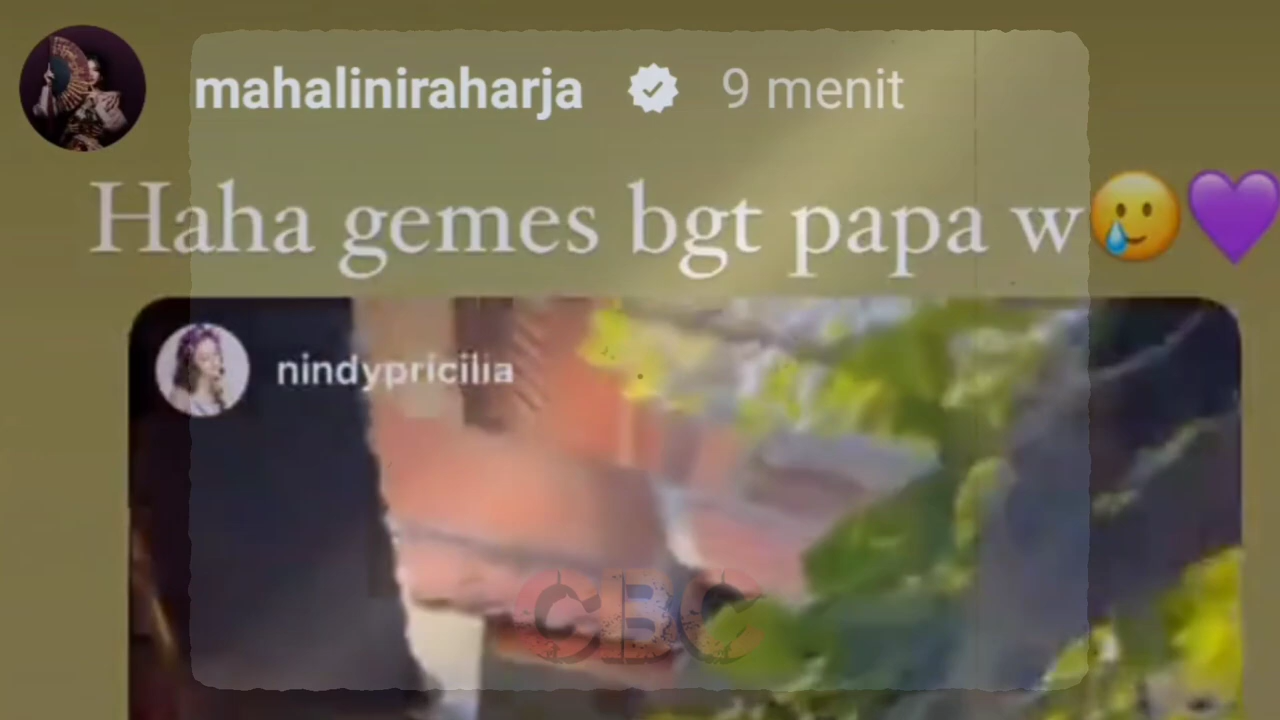 mahaliniraharja 9 menit
Haha gemes bgt papa w🥲💜
nindypricilia
CBC